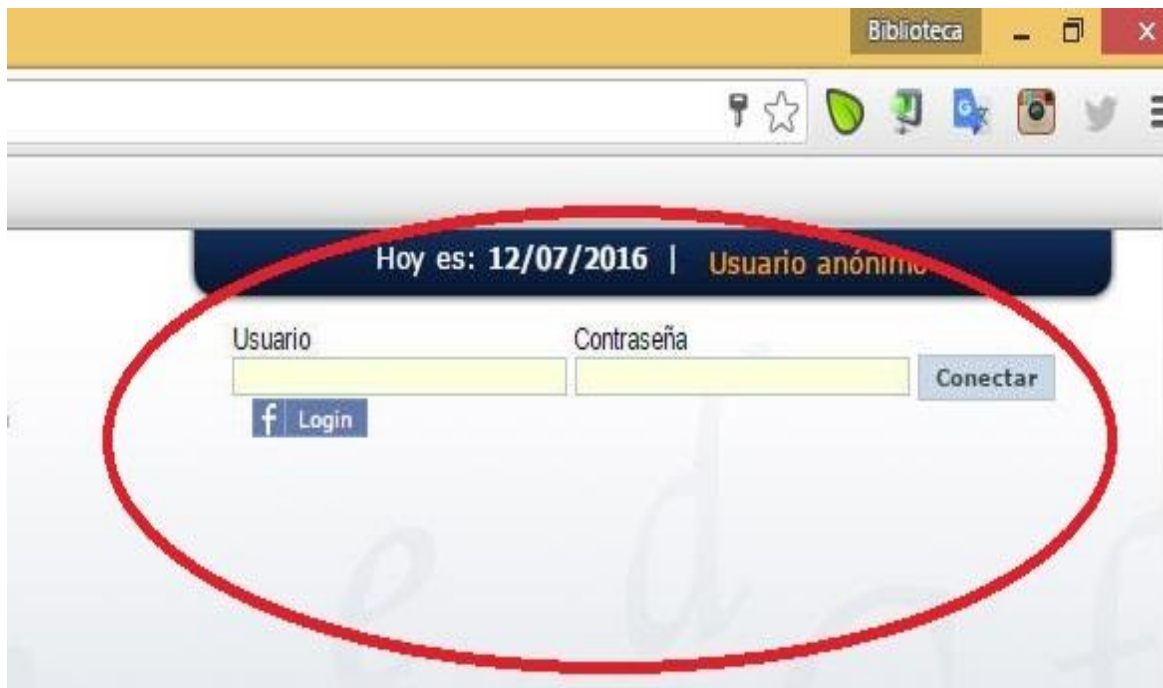 Biblioteca
Hoy es: 12/07/2016 | Usuario anónimo
Usuario Contraseña
Conectar
f Login